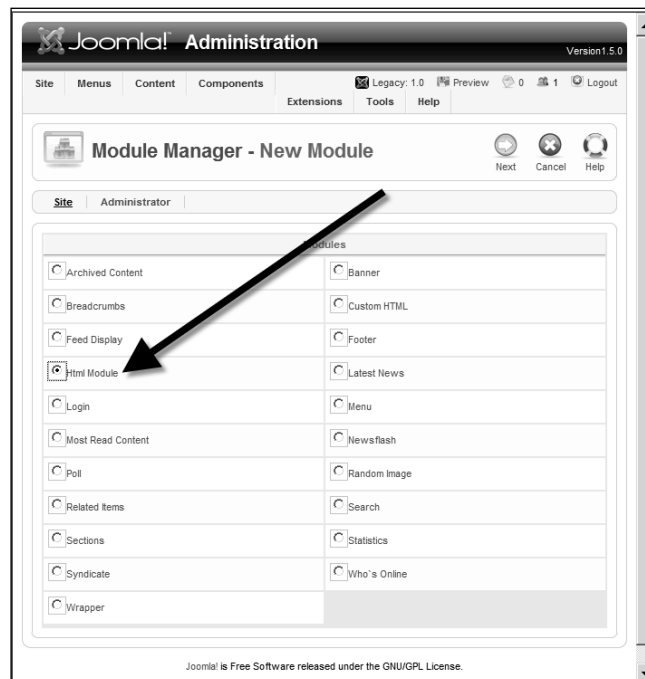 Joomla! Administration
Version1.5.0
Site Menus Content Components Legacy: 1.0 Preview 0 1 Logout
Extensions Tools Help
Module Manager - New Module
Next Cancel Help
Site Administrator
Archived Content Banner
Breadcrumbs Custom HTML
Feed Display Footer
Html Module Latest News
Login Menu
Most Read Content Newsflash
Poll Random Image
Related Items Search
Sections Statistics
Syndicate Who`s Online
Wrapper
Joomla! is Free Software released under the GNU/GPL License.